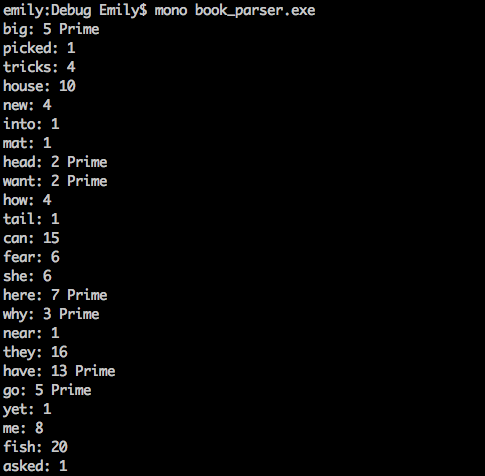 emily:Debug Emily$ mono book_parser.exe
big: 5 Prime
picked: 1
tricks: 4
house: 10
new: 4
into: 1
mat: 1
head: 2 Prime
want: 2 Prime
how: 4
tail: 1
can: 15
fear: 6
she: 6
here: 7 Prime
why: 3 Prime
near: 1
they: 16
have: 13 Prime
go: 5 Prime
yet: 1
me: 8
fish: 20
asked: 1